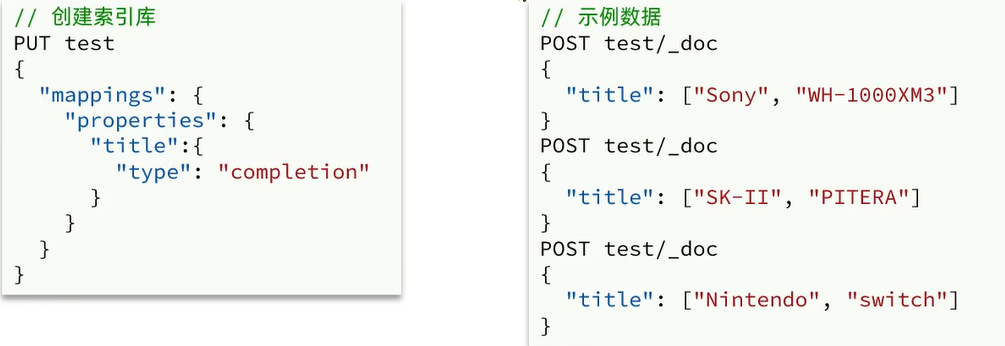 // 创建索引库
PUT test
{
  "mappings": {
    "properties": {
      "title":{
        "type": "completion"
      }
    }
  }
}
// 示例数据
POST test/_doc
{
  "title": ["Sony", "WH-1000XM3"]
}
POST test/_doc
{
  "title": ["SK-II", "PITERA"]
}
POST test/_doc
{
  "title": ["Nintendo", "switch"]
}